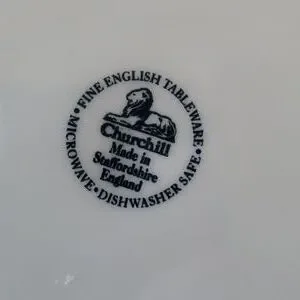 • FINE ENGLISH TABLEWARE •
Churchill
Made in
Staffordshire
England
MICROWAVE • DISHWASHER SAFE